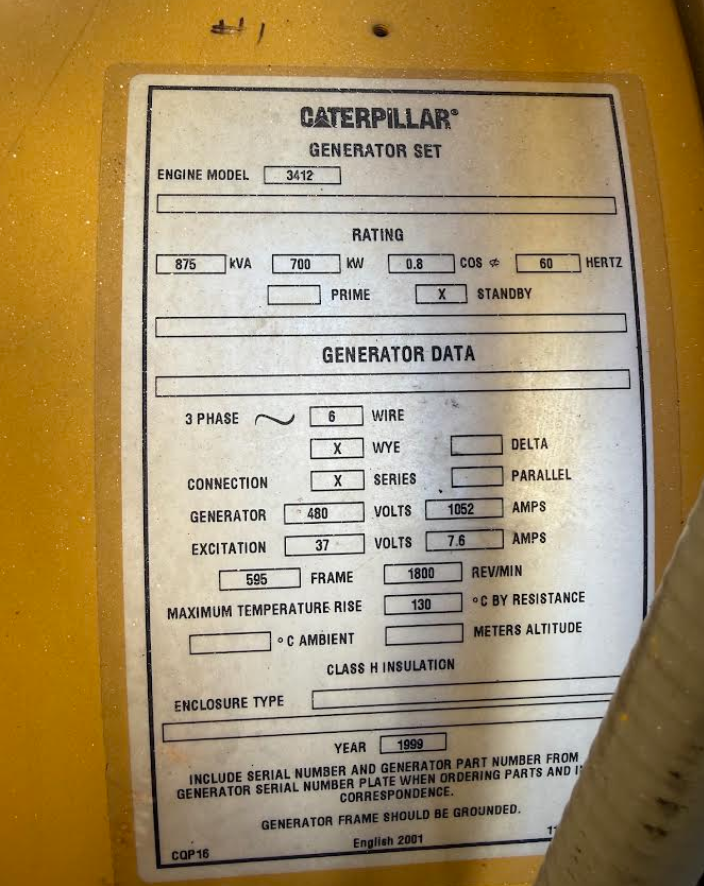 #1
CATERPILLAR®
GENERATOR SET
ENGINE MODEL 3412
RATING
875 kVA 700 kW 0.8 COS ⌀ 60 HERTZ
PRIME X STANDBY
GENERATOR DATA
3 PHASE ~ 6 WIRE
X WYE DELTA
CONNECTION X SERIES PARALLEL
GENERATOR 480 VOLTS 1052 AMPS
EXCITATION 37 VOLTS 7.6 AMPS
595 FRAME 1800 REV/MIN
MAXIMUM TEMPERATURE RISE 130 °C BY RESISTANCE
°C AMBIENT METERS ALTITUDE
CLASS H INSULATION
ENCLOSURE TYPE
YEAR 1999
INCLUDE SERIAL NUMBER AND GENERATOR PART NUMBER FROM
GENERATOR SERIAL NUMBER PLATE WHEN ORDERING PARTS AND
CORRESPONDENCE.
GENERATOR FRAME SHOULD BE GROUNDED.
CQP16 English 2001